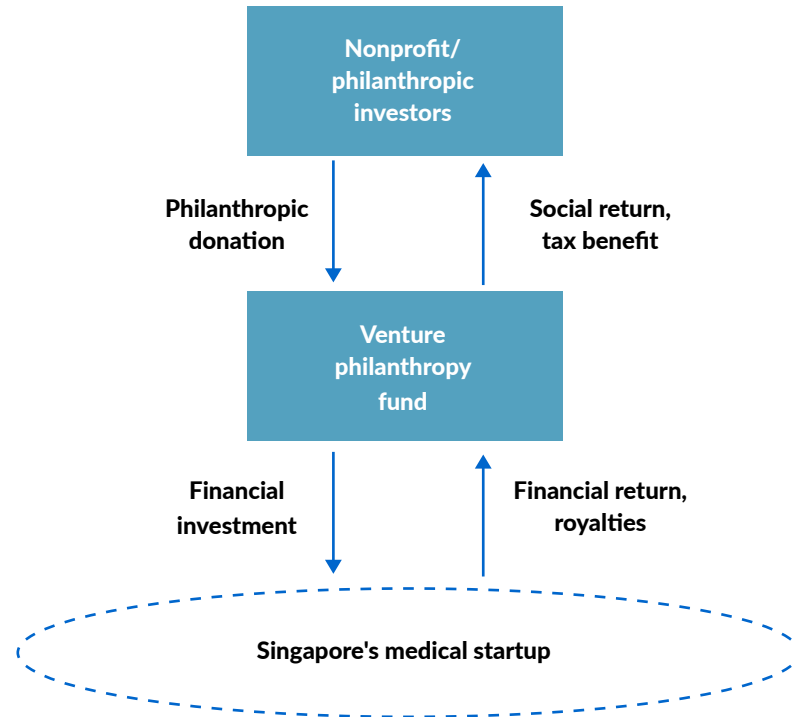 Nonprofit/
philanthropic
investors
Philanthropic
donation
Social return,
tax benefit
Venture
philanthropy
fund
Financial
investment
Financial return,
royalties
Singapore's medical startup